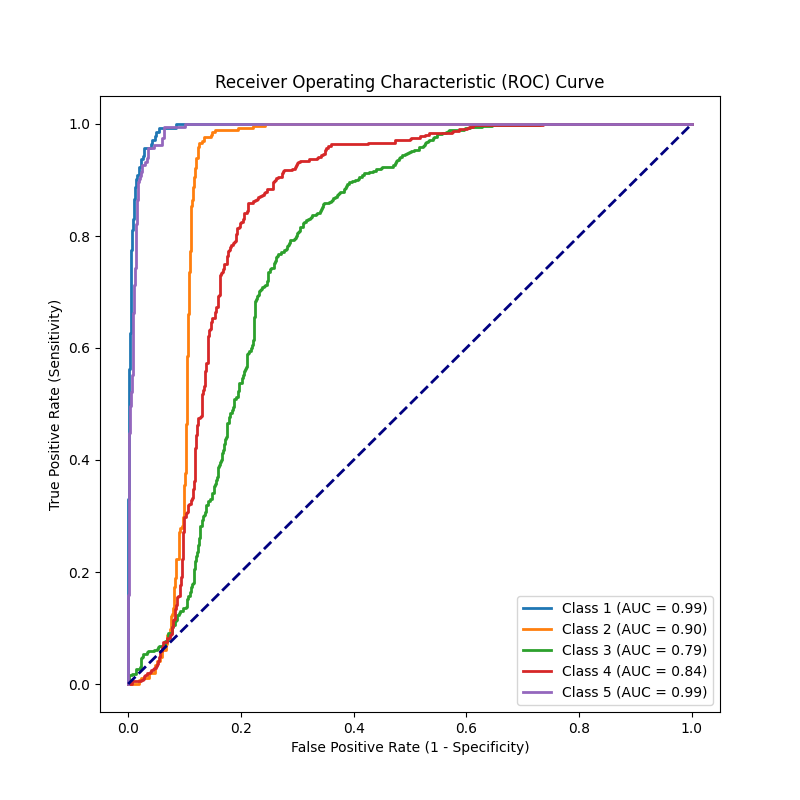 Receiver Operating Characteristic (ROC) Curve
True Positive Rate (Sensitivity)
1.0
0.8
0.6
0.4
0.2
0.0
Class 1 (AUC = 0.99)
Class 2 (AUC = 0.90)
Class 3 (AUC = 0.79)
Class 4 (AUC = 0.84)
Class 5 (AUC = 0.99)
0.0 0.2 0.4 0.6 0.8 1.0
False Positive Rate (1 - Specificity)